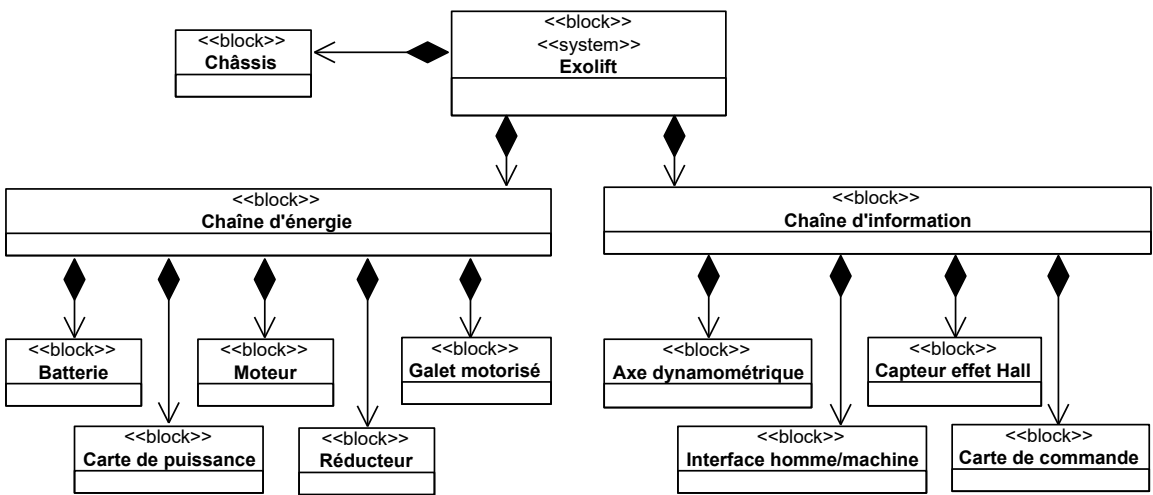 <<block>>
<<system>>
Exolift
<<block>>
Châssis
<<block>>
Chaîne d'énergie
<<block>>
Chaîne d'information
<<block>>
Batterie
<<block>>
Moteur
<<block>>
Galet motorisé
<<block>>
Axe dynamométrique
<<block>>
Capteur effet Hall
<<block>>
Carte de puissance
<<block>>
Réducteur
<<block>>
Interface homme/machine
<<block>>
Carte de commande